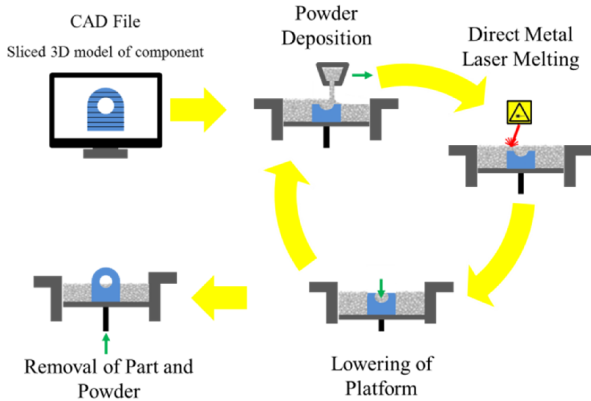 CAD File
Sliced 3D model of component
Powder
Deposition
Direct Metal
Laser Melting
Removal of Part and
Powder
Lowering of
Platform